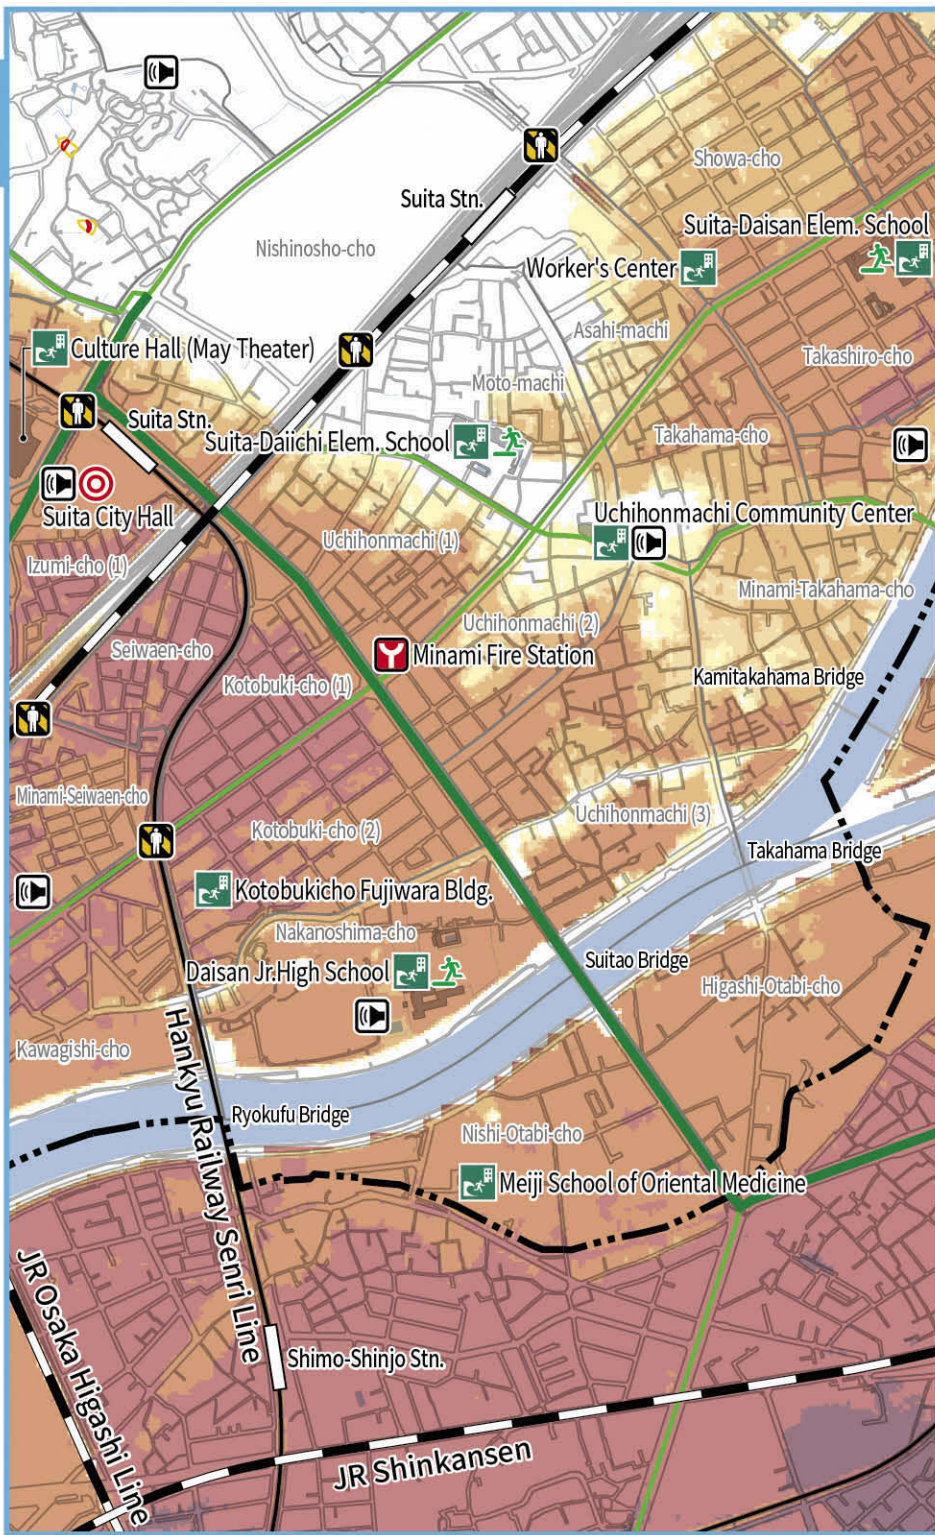 Showa-cho
Suita Stn.
Suita-Daisan Elem. School
Nishinosho-cho
Worker's Center
Asahi-machi
Culture Hall (May Theater)
Takashiro-cho
Moto-machi
Suita Stn.
Suita-Daiichi Elem. School
Takahama-cho
Suita City Hall
Uchihonmachi Community Center
Uchihonmachi (1)
Izumi-cho (1)
Minami-Takahama-cho
Uchihonmachi (2)
Seiwaen-cho
Minami Fire Station
Kamitakahama Bridge
Kotobuki-cho (1)
Minami-Seiwaen-cho
Uchihonmachi (3)
Kotobuki-cho (2)
Takahama Bridge
Kotobukicho Fujiwara Bldg.
Nakanoshima-cho
Suitao Bridge
Daisan Jr.High School
Higashi-Otabi-cho
Kawagishi-cho
Hankyu Railway Senri Line
Ryokufu Bridge
Nishi-Otabi-cho
Meiji School of Oriental Medicine
JR Osaka Higashi Line
Shimo-Shinjo Stn.
JR Shinkansen